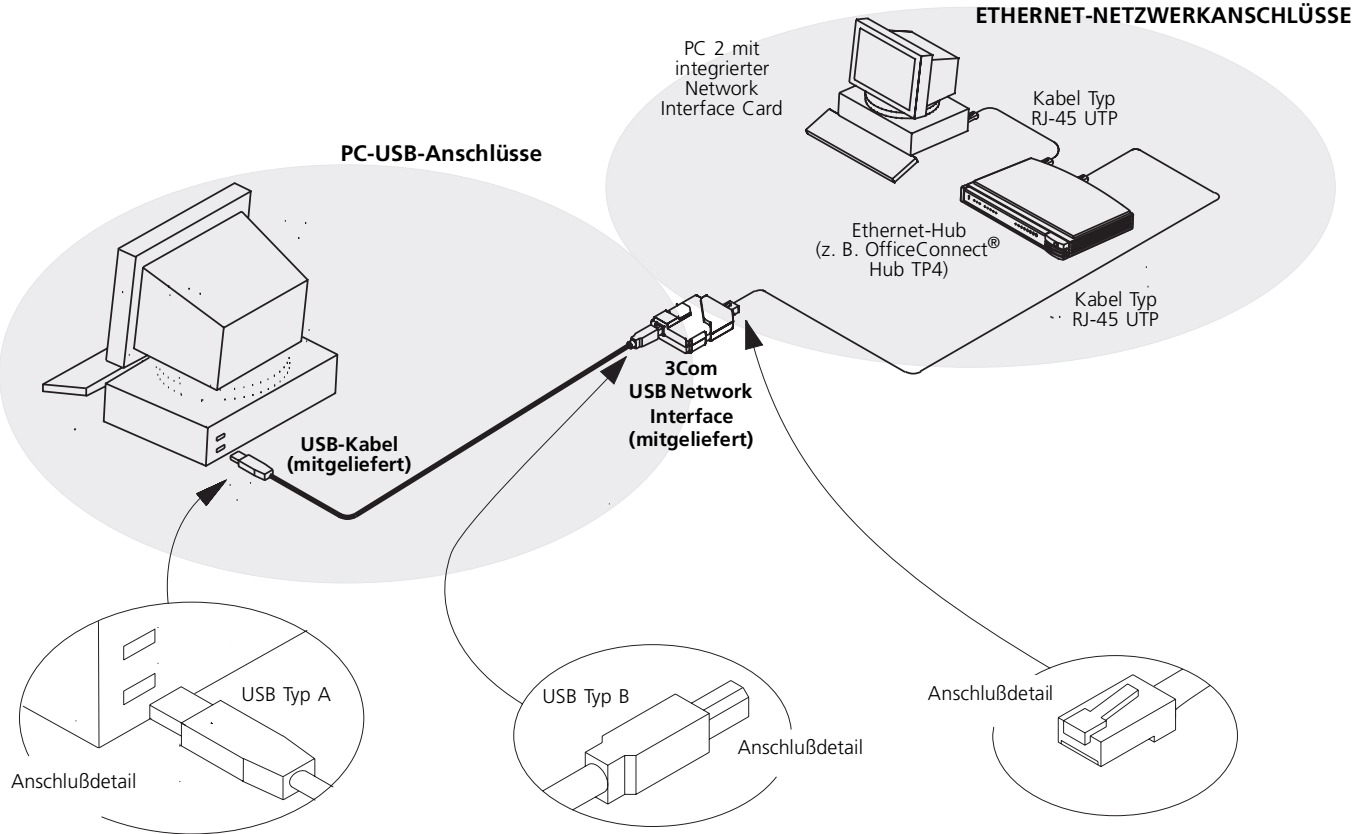 ETHERNET-NETZWERKANSCHLÜSSE
PC 2 mit
integrierter
Network
Interface Card
Kabel Typ
RJ-45 UTP
PC-USB-Anschlüsse
Ethernet-Hub
(z. B. OfficeConnect®
Hub TP4)
Kabel Typ
RJ-45 UTP
3Com
USB Network
Interface
(mitgeliefert)
USB-Kabel
(mitgeliefert)
USB Typ A
Anschlußdetail
USB Typ B
Anschlußdetail
Anschlußdetail